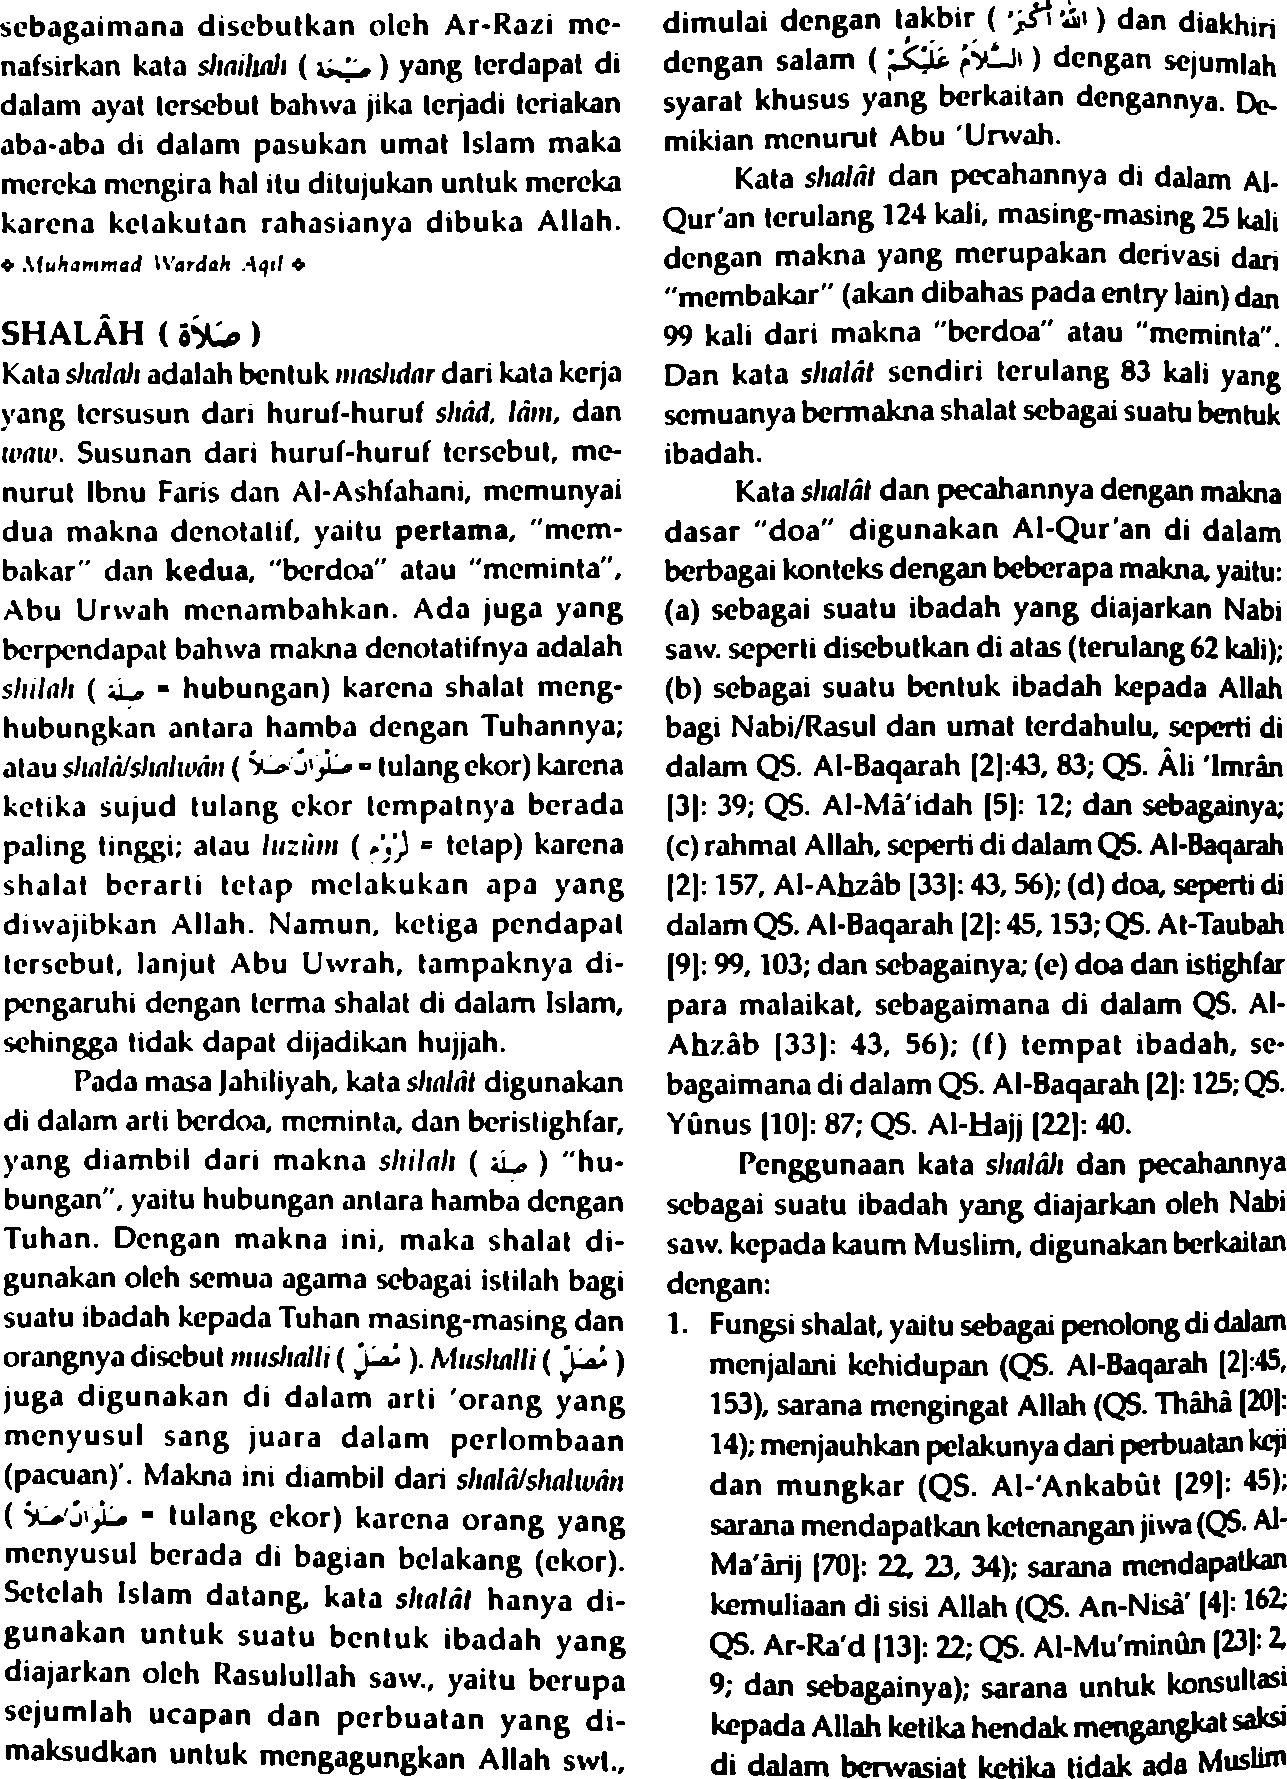 sebagaimana disebutkan oleh Ar-Razi me-
nafsirkan kata shaihah ( صَيْحَة ) yang terdapat di
dalam ayat tersebut bahwa jika terjadi teriakan
aba-aba di dalam pasukan umat Islam maka
mereka mengira hal itu ditujukan untuk mereka
karena ketakutan rahasianya dibuka Allah.
❖ Muhammad Wardah Aqil ❖
SHALÂH ( صَلَاة )
Kata shalah adalah bentuk mashdar dari kata kerja
yang tersusun dari huruf-huruf shâd, lâm, dan
waw. Susunan dari huruf-huruf tersebut, me-
nurut Ibnu Faris dan Al-Ashfahani, memunyai
dua makna denotatif, yaitu pertama, "mem-
bakar" dan kedua, "berdoa" atau "meminta",
Abu Urwah menambahkan. Ada juga yang
berpendapat bahwa makna denotatifnya adalah
shilah ( صِلَة = hubungan) karena shalat meng-
hubungkan antara hamba dengan Tuhannya;
atau shalâ/shalwân ( صَلَوَانْ/صَلاَ = tulang ekor) karena
ketika sujud tulang ekor tempatnya berada
paling tinggi; atau luzûm ( لُزُوْم = tetap) karena
shalat berarti tetap melakukan apa yang
diwajibkan Allah. Namun, ketiga pendapat
tersebut, lanjut Abu Uwrah, tampaknya di-
pengaruhi dengan terma shalat di dalam Islam,
sehingga tidak dapat dijadikan hujjah.
Pada masa Jahiliyah, kata shalât digunakan
di dalam arti berdoa, meminta, dan beristighfar,
yang diambil dari makna shilah ( صِلَة ) "hu-
bungan", yaitu hubungan antara hamba dengan
Tuhan. Dengan makna ini, maka shalat di-
gunakan oleh semua agama sebagai istilah bagi
suatu ibadah kepada Tuhan masing-masing dan
orangnya disebut mushalli ( مُصَلٍّ ). Mushalli ( مُصَلٍّ )
juga digunakan di dalam arti 'orang yang
menyusul sang juara dalam perlombaan
(pacuan)'. Makna ini diambil dari shalâ/shalwân
( صَلَوَانْ/صَلاَ = tulang ekor) karena orang yang
menyusul berada di bagian belakang (ekor).
Setelah Islam datang, kata shalât hanya di-
gunakan untuk suatu bentuk ibadah yang
diajarkan oleh Rasulullah saw., yaitu berupa
sejumlah ucapan dan perbuatan yang di-
maksudkan untuk mengagungkan Allah swt.,
dimulai dengan takbir ( اللهُ أَكْبَرُ ) dan diakhiri
dengan salam ( السَّلَامُ عَلَيْكُمْ ) dengan sejumlah
syarat khusus yang berkaitan dengannya. De-
mikian menurut Abu 'Urwah.
Kata shalât dan pecahannya di dalam Al-
Qur'an terulang 124 kali, masing-masing 25 kali
dengan makna yang merupakan derivasi dari
"membakar" (akan dibahas pada entry lain) dan
99 kali dari makna "berdoa" atau "meminta".
Dan kata shalât sendiri terulang 83 kali yang
semuanya bermakna shalat sebagai suatu bentuk
ibadah.
Kata shalât dan pecahannya dengan makna
dasar "doa" digunakan Al-Qur'an di dalam
berbagai konteks dengan beberapa makna, yaitu:
(a) sebagai suatu ibadah yang diajarkan Nabi
saw. seperti disebutkan di atas (terulang 62 kali);
(b) sebagai suatu bentuk ibadah kepada Allah
bagi Nabi/Rasul dan umat terdahulu, seperti di
dalam QS. Al-Baqarah [2]:43, 83; QS. Âli 'Imrân
[3]: 39; QS. Al-Mâ'idah [5]: 12; dan sebagainya;
(c) rahmat Allah, seperti di dalam QS. Al-Baqarah
[2]: 157, Al-Ahzâb [33]: 43, 56); (d) doa, seperti di
dalam QS. Al-Baqarah [2]: 45, 153; QS. At-Taubah
[9]: 99, 103; dan sebagainya; (e) doa dan istighfar
para malaikat, sebagaimana di dalam QS. Al-
Ahzâb [33]: 43, 56); (f) tempat ibadah, se-
bagaimana di dalam QS. Al-Baqarah [2]: 125; QS.
Yûnus [10]: 87; QS. Al-Hajj [22]: 40.
Penggunaan kata shalâh dan pecahannya
sebagai suatu ibadah yang diajarkan oleh Nabi
saw. kepada kaum Muslim, digunakan berkaitan
dengan:
1. Fungsi shalat, yaitu sebagai penolong di dalam
menjalani kehidupan (QS. Al-Baqarah [2]:45,
153), sarana mengingat Allah (QS. Thâhâ [20]:
14); menjauhkan pelakunya dari perbuatan keji
dan mungkar (QS. Al-'Ankabût [29]: 45);
sarana mendapatkan ketenangan jiwa (QS. Al-
Ma'ârij [70]: 22, 23, 34); sarana mendapatkan
kemuliaan di sisi Allah (QS. An-Nisâ' [4]: 162;
QS. Ar-Ra'd [13]: 22; QS. Al-Mu'minûn [23]: 2,
9; dan sebagainya); sarana untuk konsultasi
kepada Allah ketika hendak mengangkat saksi
di dalam berwasiat ketika tidak ada Muslim